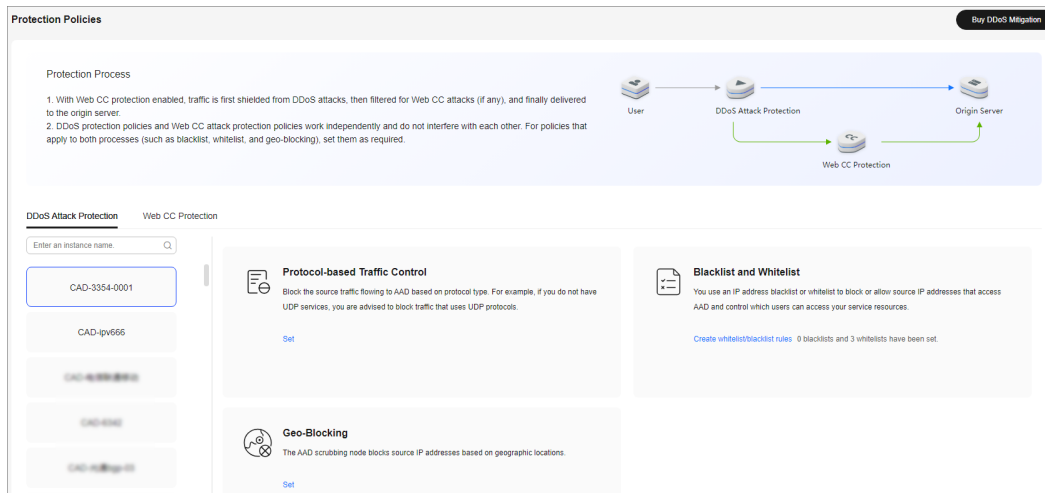 Protection Policies
Buy DDoS Mitigation
Protection Process
1. With Web CC protection enabled, traffic is first shielded from DDoS attacks, then filtered for Web CC attacks (if any), and finally delivered
to the origin server.
2. DDoS protection policies and Web CC attack protection policies work independently and do not interfere with each other. For policies that
apply to both processes (such as blacklist, whitelist, and geo-blocking), set them as required.
User
DDoS Attack Protection
Origin Server
CC
Web CC Protection
DDoS Attack Protection
Web CC Protection
Enter an instance name.
CAD-3354-0001
CAD-ipv666
Protocol-based Traffic Control
Block the source traffic flowing to AAD based on protocol type. For example, if you do not have
UDP services, you are advised to block traffic that uses UDP protocols.
Set
Blacklist and Whitelist
You use an IP address blacklist or whitelist to block or allow source IP addresses that access
AAD and control which users can access your service resources.
Create whitelist/blacklist rules 0 blacklists and 3 whitelists have been set.
Geo-Blocking
The AAD scrubbing node blocks source IP addresses based on geographic locations.
Set